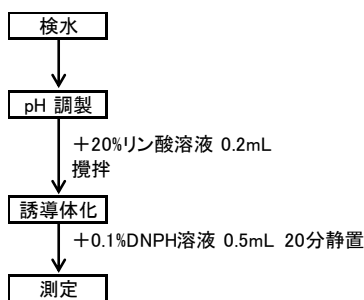 検水
pH 調製
＋20%リン酸溶液 0.2mL
攪拌
誘導体化
＋0.1%DNPH溶液 0.5mL 20分静置
測定